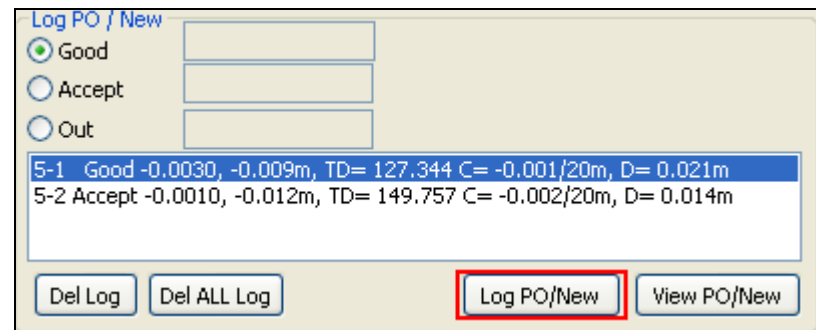 Log PO / New
Good
Accept
Out
5-1 Good -0.0030, -0.009m, TD= 127.344 C= -0.001/20m, D= 0.021m
5-2 Accept -0.0010, -0.012m, TD= 149.757 C= -0.002/20m, D= 0.014m
Del Log Del ALL Log Log PO/New View PO/New